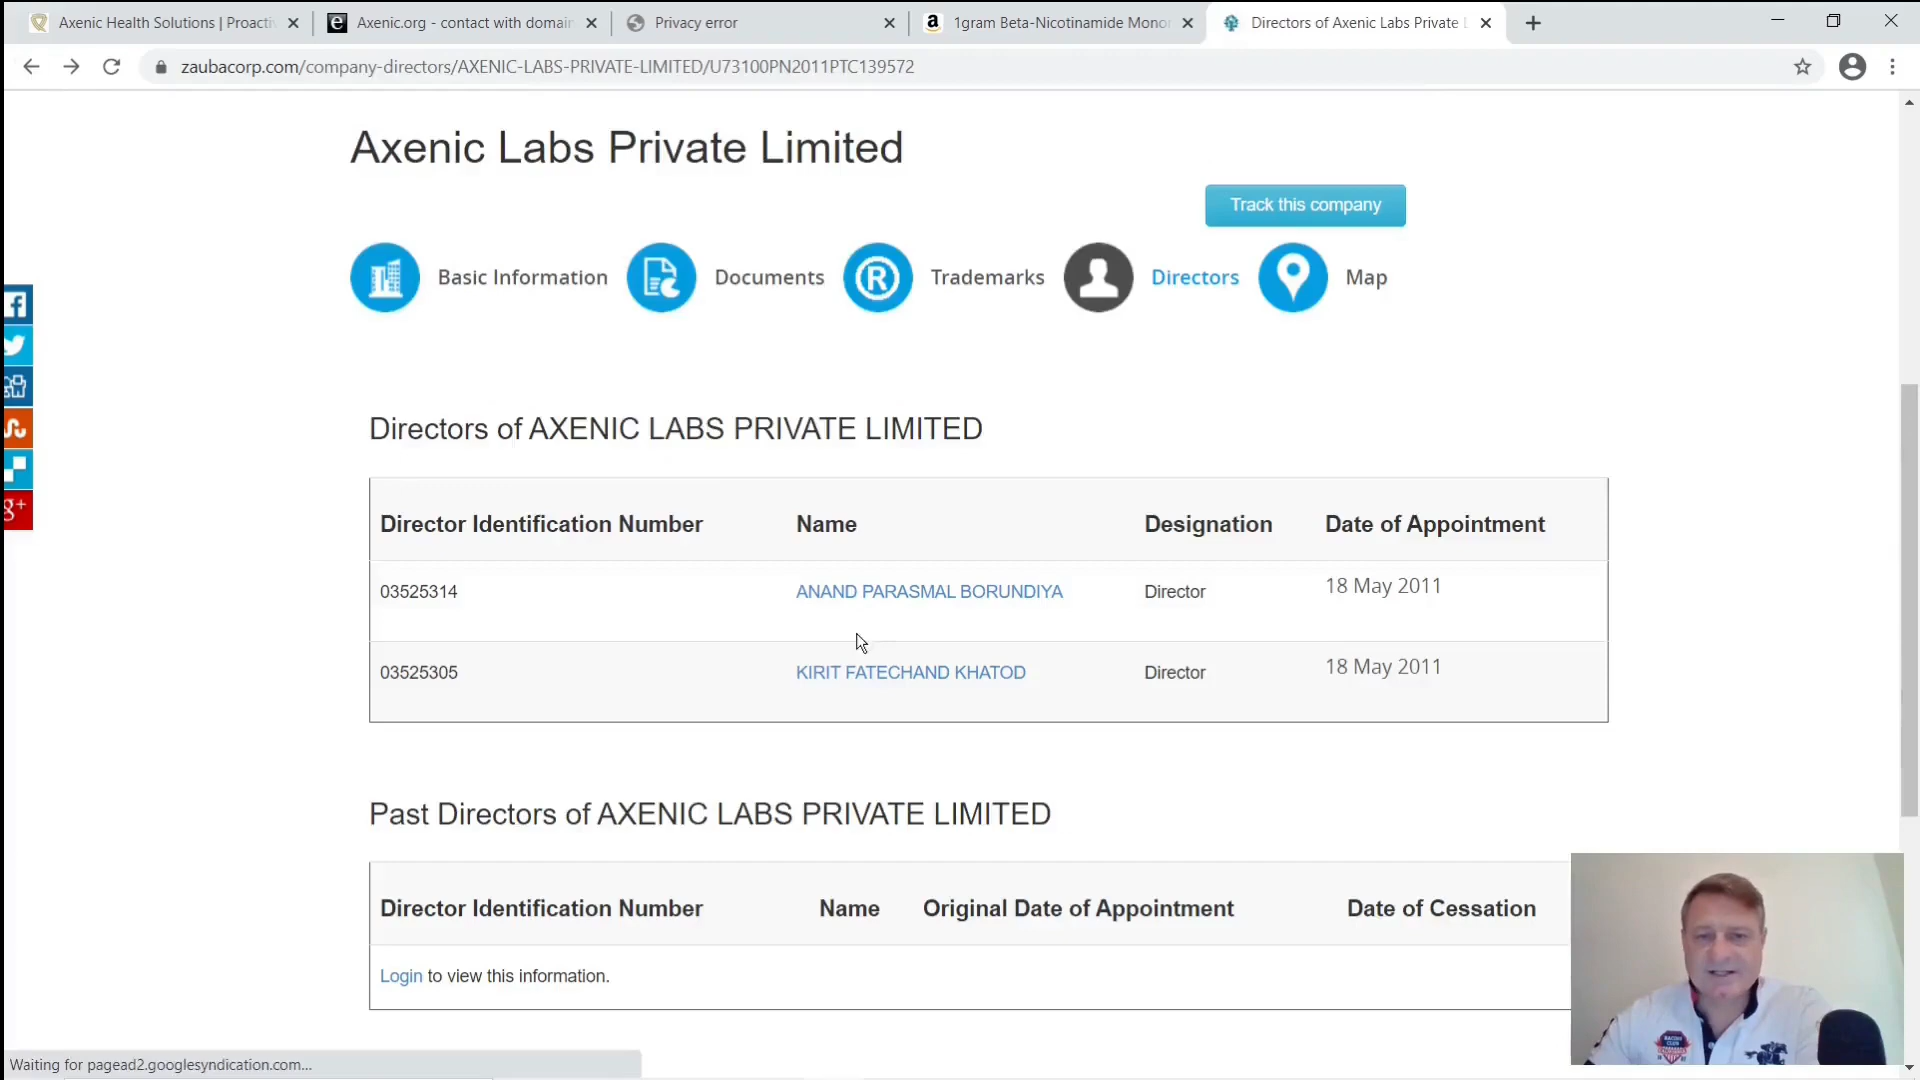 Axenic Health Solutions | Proactiv
Axenic.org - contact with domain
Privacy error
1gram Beta-Nicotinamide Mono
Directors of Axenic Labs Private L
zaubacorp.com/company-directors/AXENIC-LABS-PRIVATE-LIMITED/U73100PN2011PTC139572
Axenic Labs Private Limited
Track this company
Basic Information
Documents
Trademarks
Directors
Map
Directors of AXENIC LABS PRIVATE LIMITED
Director Identification Number Name Designation Date of Appointment
03525314 ANAND PARASMAL BORUNDIYA Director 18 May 2011
03525305 KIRIT FATECHAND KHATOD Director 18 May 2011
Past Directors of AXENIC LABS PRIVATE LIMITED
Director Identification Number Name Original Date of Appointment Date of Cessation
Login to view this information.
Waiting for pagead2.googlesyndication.com...